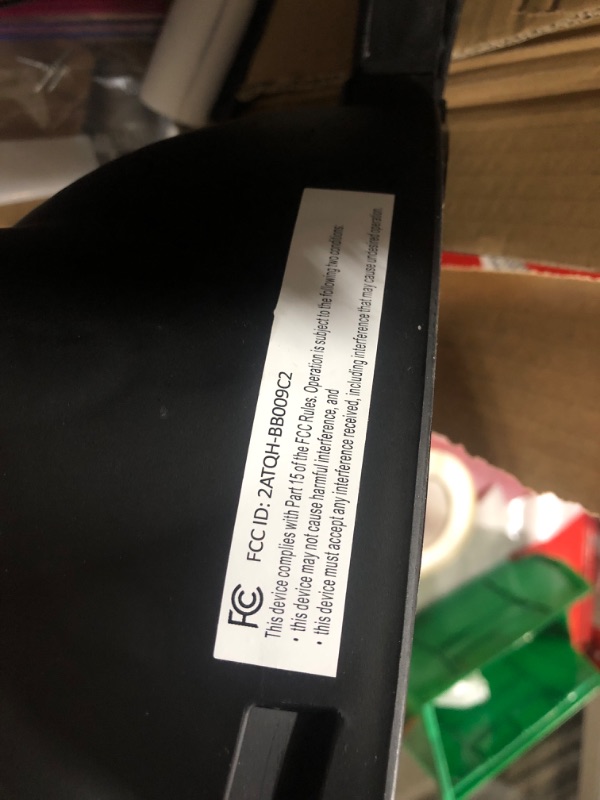 FC FCC ID: 2ATQH-BB009C2
This device complies with Part 15 of the FCC Rules. Operation is subject to the following two conditions:
• this device may not cause harmful interference, and
• this device must accept any interference received, including interference that may cause undesired operation